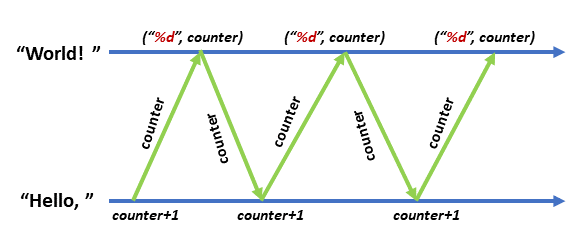 (“%d”, counter) (“%d”, counter) (“%d”, counter)
“World! ”
counter counter counter counter counter
“Hello, ”
counter+1 counter+1 counter+1